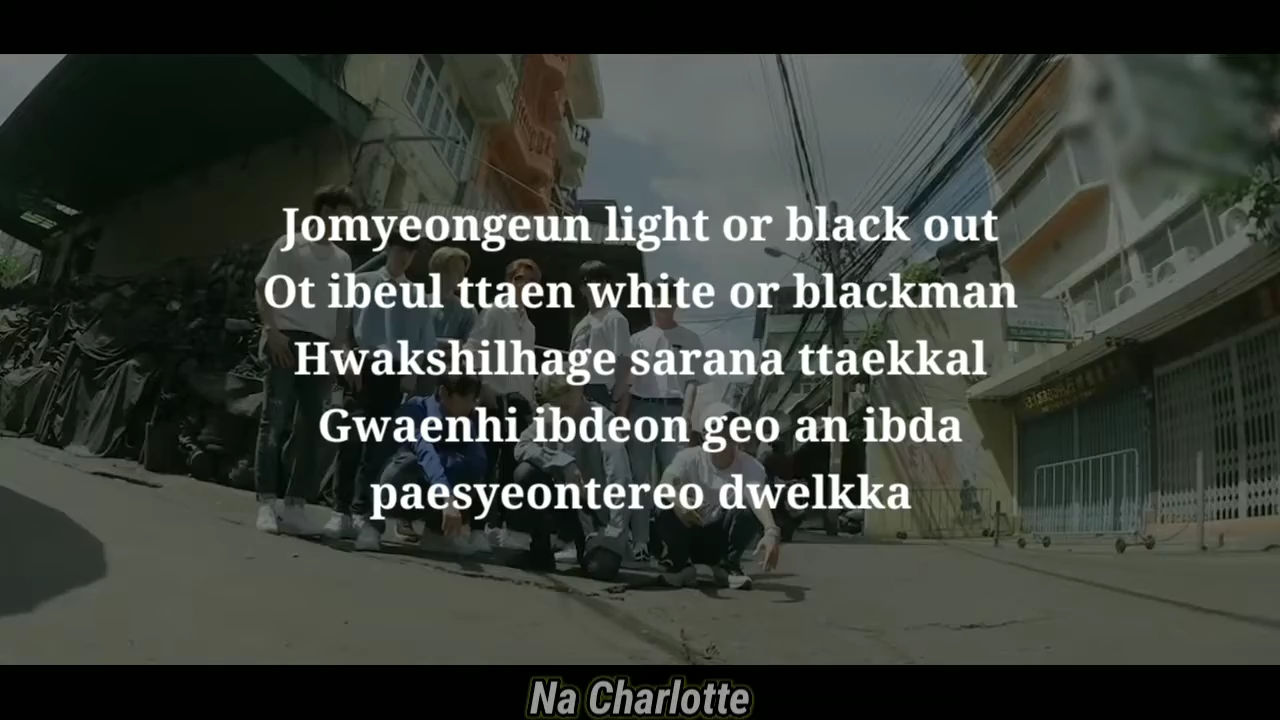 Jomyeongeun light or black out
Ot ibeul ttaen white or blackman
Hwakshilhage sarana ttaekkal
Gwaenhi ibdeon geo an ibda
paesyeontereo dwelkka
Na Charlotte